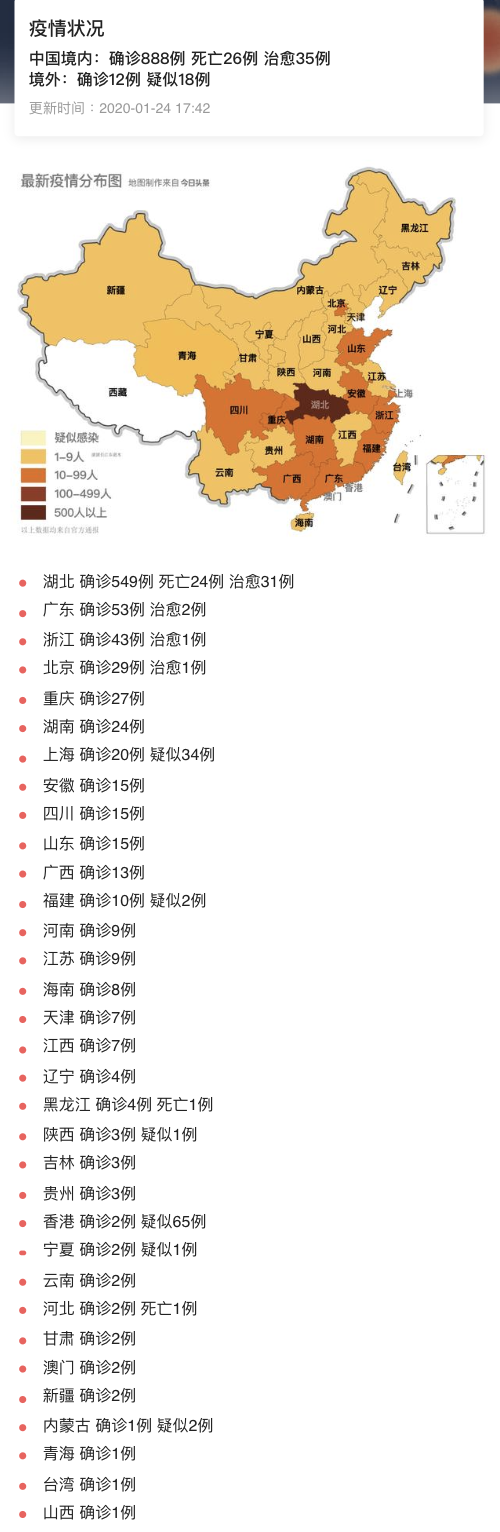 疫情状况
中国境内：确诊888例 死亡26例 治愈35例
境外：确诊12例 疑似18例
更新时间：2020-01-24 17:42
最新疫情分布图 地图制作来自今日头条
黑龙江
吉林
新疆
内蒙古
辽宁
北京
天津
宁夏
河北
山西
山东
青海
甘肃
陕西
河南
江苏
西藏
安徽
上海
四川
湖北
浙江
重庆
湖南
江西
贵州
福建
云南
台湾
广西
广东
香港
澳门
海南
疑似感染
1-9人
10-99人
100-499人
500人以上
以上数据均来自官方通报
湖北 确诊549例 死亡24例 治愈31例
广东 确诊53例 治愈2例
浙江 确诊43例 治愈1例
北京 确诊29例 治愈1例
重庆 确诊27例
湖南 确诊24例
上海 确诊20例 疑似34例
安徽 确诊15例
四川 确诊15例
山东 确诊15例
广西 确诊13例
福建 确诊10例 疑似2例
河南 确诊9例
江苏 确诊9例
海南 确诊8例
天津 确诊7例
江西 确诊7例
辽宁 确诊4例
黑龙江 确诊4例 死亡1例
陕西 确诊3例 疑似1例
吉林 确诊3例
贵州 确诊3例
香港 确诊2例 疑似65例
宁夏 确诊2例 疑似1例
云南 确诊2例
河北 确诊2例 死亡1例
甘肃 确诊2例
澳门 确诊2例
新疆 确诊2例
内蒙古 确诊1例 疑似2例
青海 确诊1例
台湾 确诊1例
山西 确诊1例